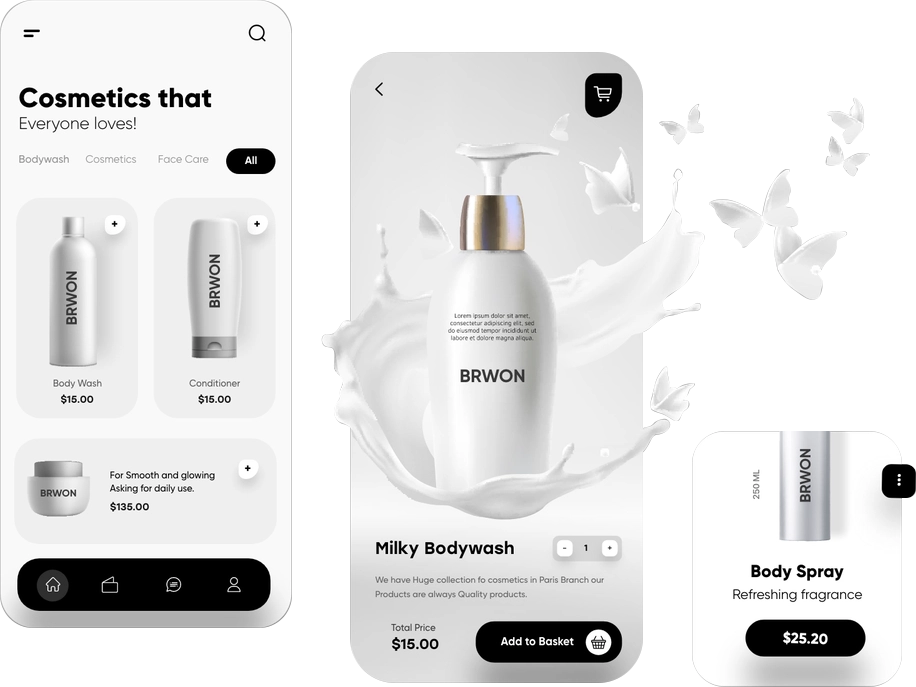 Cosmetics that
Everyone loves!
Bodywash Cosmetics Face Care All
+
+
BRWON
BRWON
Body Wash
$15.00
Conditioner
$15.00
BRWON
For Smooth and glowing
Asking for daily use.
$135.00
+
Lorem ipsum dolor sit amet,
consectetur adipiscing elit, sed
do eiusmod tempor incididunt ut
labore et dolore magna aliqua.
BRWON
Milky Bodywash
- 1 +
We have Huge collection fo cosmetics in Paris Branch our
Products are always Quality products.
Total Price
$15.00
Add to Basket
250 ML
BRWON
Body Spray
Refreshing fragrance
$25.20